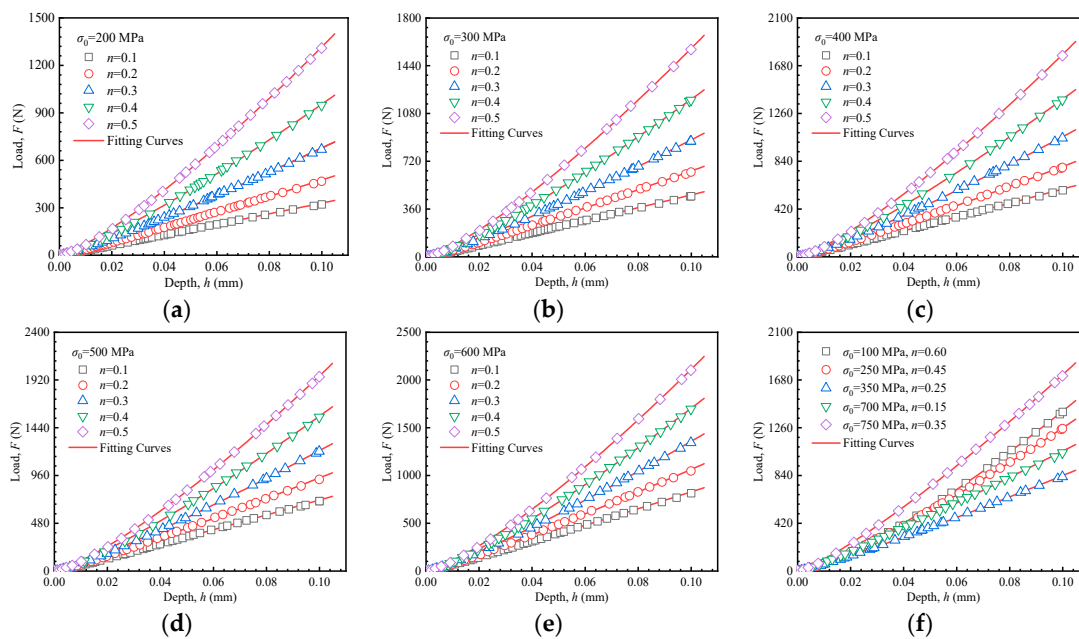 1500
1200
900
600
300
0
σ₀=200 MPa
n=0.1
n=0.2
n=0.3
n=0.4
n=0.5
Fitting Curves
Load, F (N)
0.00 0.02 0.04 0.06 0.08 0.10
Depth, h (mm)
(a)
1800
1440
1080
720
360
0
σ₀=300 MPa
n=0.1
n=0.2
n=0.3
n=0.4
n=0.5
Fitting Curves
Load, F (N)
0.00 0.02 0.04 0.06 0.08 0.10
Depth, h (mm)
(b)
2100
1680
1260
840
420
0
σ₀=400 MPa
n=0.1
n=0.2
n=0.3
n=0.4
n=0.5
Fitting Curves
Load, F (N)
0.00 0.02 0.04 0.06 0.08 0.10
Depth, h (mm)
(c)
2400
1920
1440
960
480
0
σ₀=500 MPa
n=0.1
n=0.2
n=0.3
n=0.4
n=0.5
Fitting Curves
Load, F (N)
0.00 0.02 0.04 0.06 0.08 0.10
Depth, h (mm)
(d)
2500
2000
1500
1000
500
0
σ₀=600 MPa
n=0.1
n=0.2
n=0.3
n=0.4
n=0.5
Fitting Curves
Load, F (N)
0.00 0.02 0.04 0.06 0.08 0.10
Depth, h (mm)
(e)
2100
1680
1260
840
420
0
σ₀=100 MPa, n=0.60
σ₀=250 MPa, n=0.45
σ₀=350 MPa, n=0.25
σ₀=700 MPa, n=0.15
σ₀=750 MPa, n=0.35
Fitting Curves
Load, F (N)
0.00 0.02 0.04 0.06 0.08 0.10
Depth, h (mm)
(f)